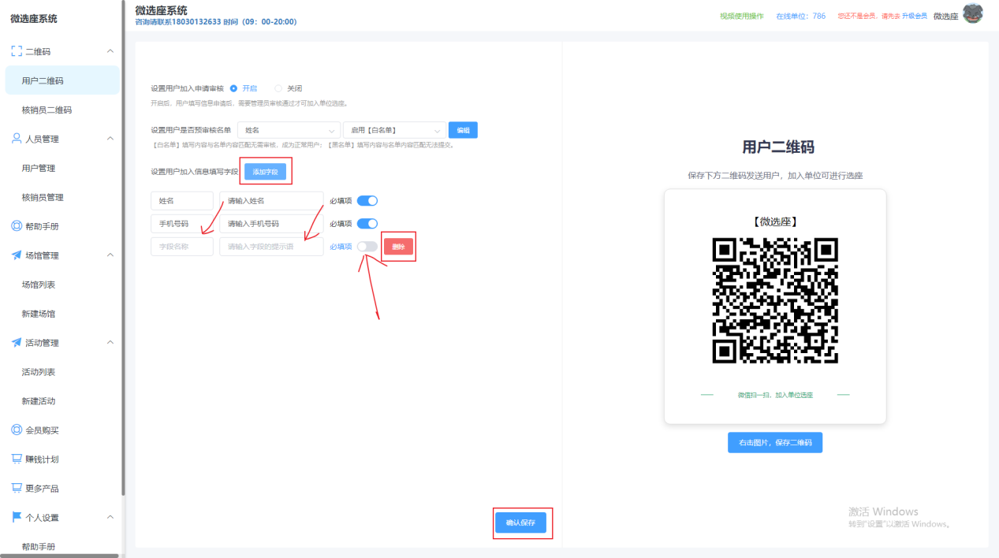 微选座系统
二维码
用户二维码
核销员二维码
人员管理
用户管理
核销员管理
帮助手册
场馆管理
场馆列表
新建场馆
活动管理
活动列表
新建活动
会员购买
赚钱计划
更多产品
个人设置
帮助手册
微选座系统
咨询请联系18030132633 时间（09：00-20:00）
视频使用操作 在线单位：786 您还不是会员，请先去 升级会员 微选座
设置用户加入申请审核 开启 关闭
开启后，用户填写信息申请后，需要管理员审核通过才可加入单位选座。
设置用户是否预审核名单 姓名 启用【白名单】 编辑
【白名单】填写内容与名单内容匹配无需审核，成为正常用户；【黑名单】填写内容与名单内容匹配无法提交。
设置用户加入信息填写字段 添加字段
姓名 请输入姓名 必填项
手机号码 请输入手机号码 必填项
字段名称 请输入字段的提示语 必填项 删除
确认保存
用户二维码
保存下方二维码发送用户，加入单位可进行选座
【微选座】
微信扫一扫，加入单位选座
右击图片，保存二维码
激活 Windows
转到"设置"以激活 Windows。